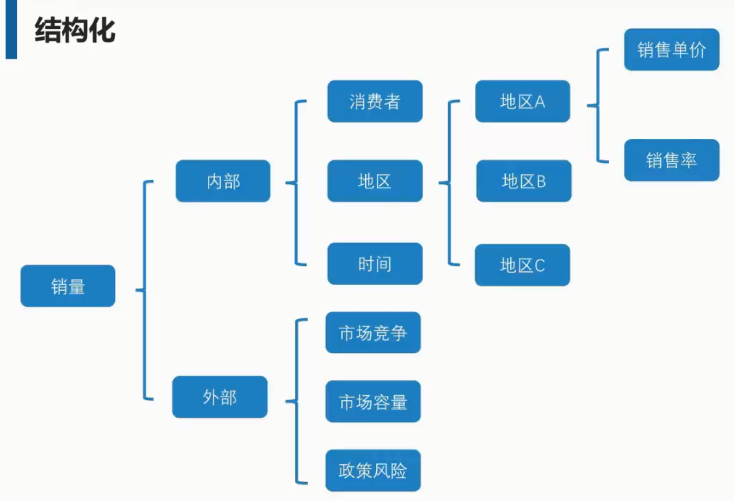 结构化
销售单价
消费者
地区A
销售率
内部
地区
地区B
时间
地区C
销量
市场竞争
外部
市场容量
政策风险